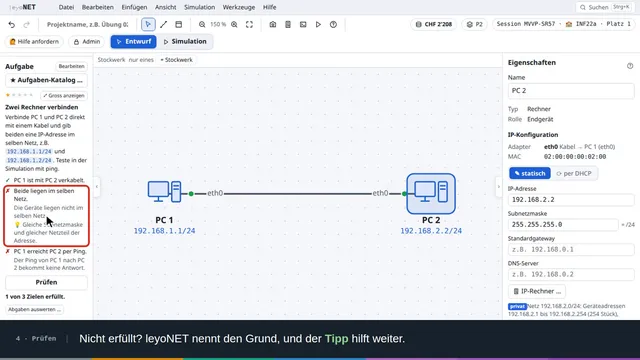 leyoNET
Datei Bearbeiten Ansicht Einfügen Simulation Werkzeuge Hilfe
Suchen Strg+K
Projektname, z.B. Übung 0
150 %
CHF 2'208
P2
Session MVVP-SR57 · INF22a · Platz 1
Hilfe anfordern
Admin
Entwurf
Simulation
Aufgabe
Bearbeiten
★ Aufgaben-Katalog ...
Gross anzeigen
Zwei Rechner verbinden
Verbinde PC 1 und PC 2 direkt
mit einem Kabel und gib
beiden eine IP-Adresse im
selben Netz, z.B.
192.168.1.1/24 und
192.168.1.2/24. Teste in der
Simulation mit ping.
✓ PC 1 ist mit PC 2 verkabelt.
✗ Beide liegen im selben
Netz.
Die Geräte liegen nicht im
selben Netz.
und gleicher Netzteil der
Adresse.
✗ PC 1 erreicht PC 2 per Ping.
Der Ping von PC 1 nach PC
2 bekommt keine Antwort.
Prüfen
1 von 3 Zielen erfüllt.
Abgaben auswerten ...
Stockwerk nur eines + Stockwerk
eth0
eth0
PC 1
192.168.1.1/24
PC 2
192.168.2.2/24
Eigenschaften
Name
PC 2
Typ Rechner
Rolle Endgerät
IP-Konfiguration
Adapter eth0 Kabel → PC 1 (eth0)
MAC 02:00:00:00:02:00
statisch
per DHCP
IP-Adresse
192.168.2.2
Subnetzmaske
255.255.255.0
= /24
Standardgateway
z.B. 192.168.0.1
DNS-Server
z.B. 192.168.0.2
IP-Rechner ...
privat Netz 192.168.2.0/24: Geräteadressen
192.168.2.1 bis 192.168.2.254 (254 Stück),
4 · Prüfen
Nicht erfüllt? leyoNET nennt den Grund, und der Tipp hilft weiter.